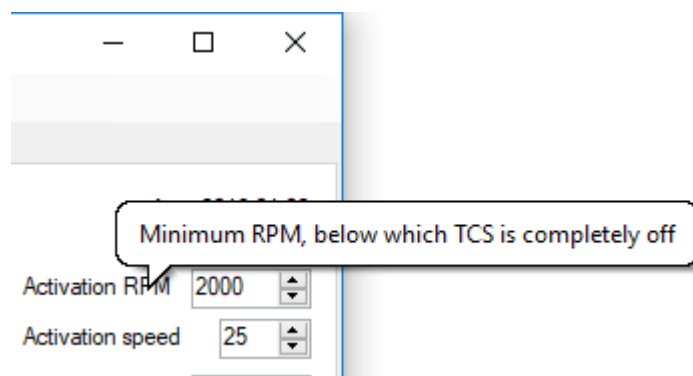 Minimum RPM, below which TCS is completely off
Activation RPM 2000
Activation speed 25